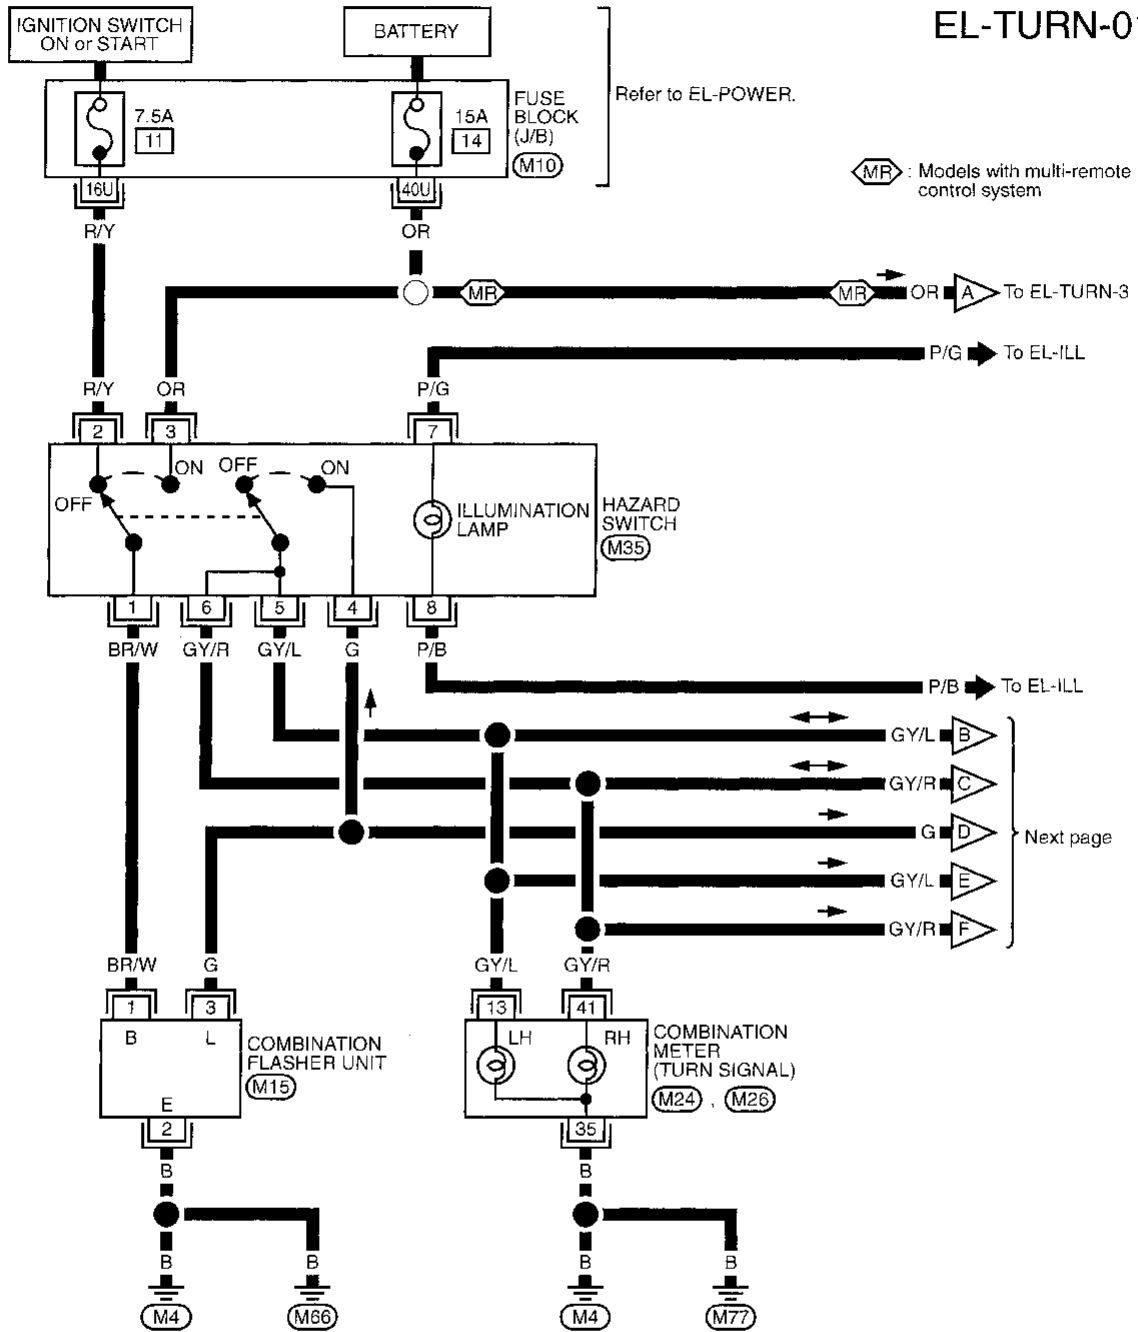 EL-TURN-01
IGNITION SWITCH
ON or START
BATTERY
Refer to EL-POWER.
7.5A
11
15A
14
FUSE
BLOCK
(J/B)
M10
16U
40U
MR : Models with multi-remote
control system
R/Y
OR
MR
MR
OR
A
To EL-TURN-3
P/G
To EL-ILL
R/Y
OR
P/G
2
3
7
OFF
ON
OFF
ON
ILLUMINATION
LAMP
HAZARD
SWITCH
M35
1
6
5
4
8
BR/W
GY/R
GY/L
G
P/B
P/B
To EL-ILL
GY/L
B
GY/R
C
G
D
GY/L
E
GY/R
F
Next page
BR/W
G
GY/L
GY/R
1
3
13
41
B
L
E
COMBINATION
FLASHER UNIT
M15
LH
RH
COMBINATION
METER
(TURN SIGNAL)
M24 , M26
2
35
B
B
B
B
B
B
M4
M66
M4
M77